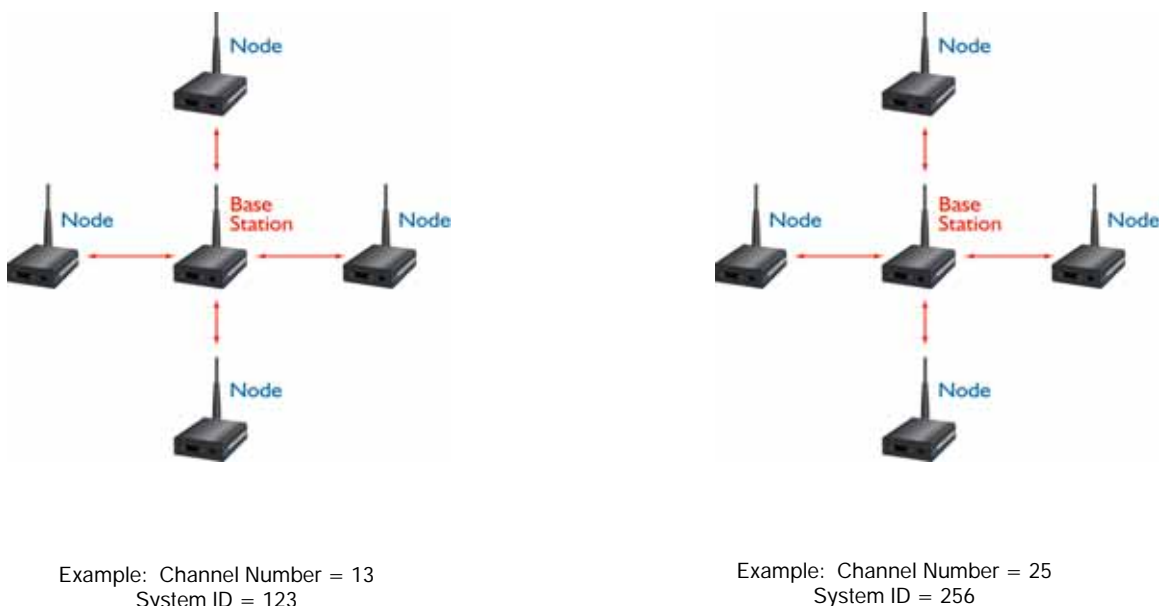 Node
Node
Base
Station
Node
Node
Example: Channel Number = 13
System ID = 123
Node
Node
Base
Station
Node
Node
Example: Channel Number = 25
System ID = 256